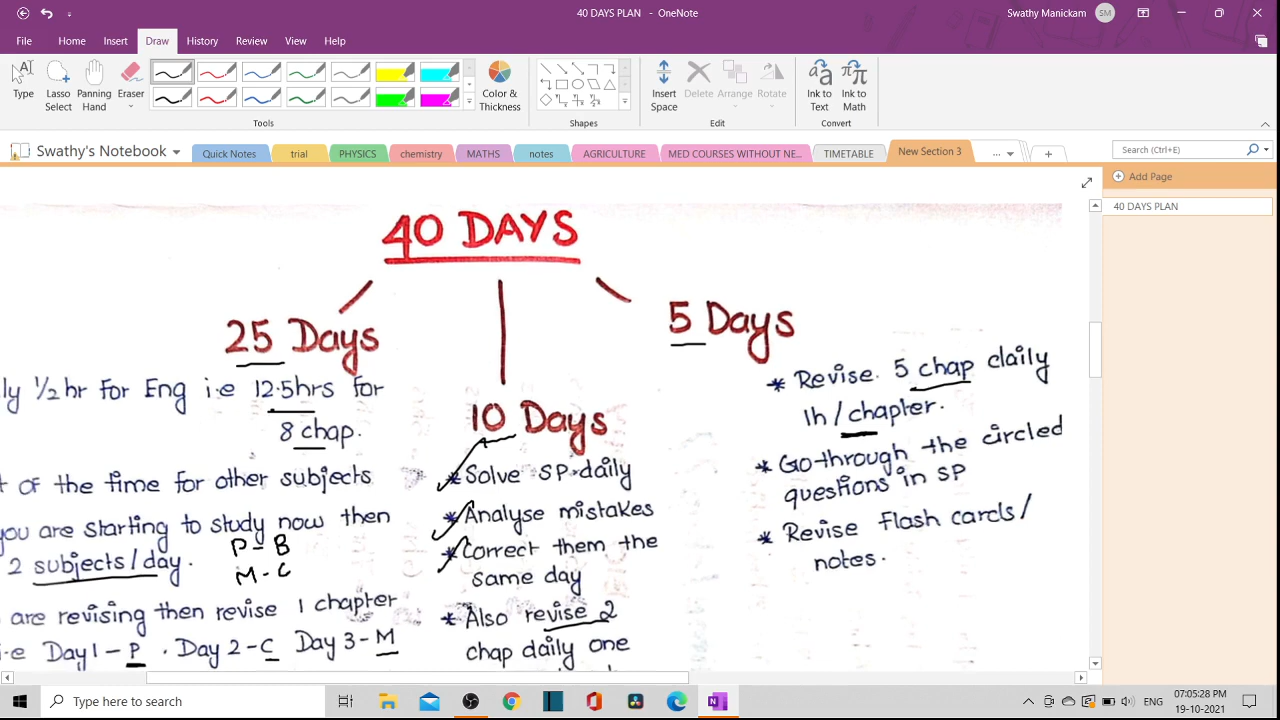 40 DAYS PLAN - OneNote
Swathy Manickam SM
File Home Insert Draw History Review View Help
Type
Lasso Select
Panning Hand
Eraser
Color & Thickness
Insert Space
Delete
Arrange
Rotate
Ink to Text
Ink to Math
Tools Shapes Edit Convert
Swathy's Notebook Quick Notes trial PHYSICS chemistry MATHS notes AGRICULTURE MED COURSES WITHOUT NE... TIMETABLE New Section 3 ... +
Search (Ctrl+E)
Add Page
40 DAYS PLAN
40 DAYS
25 Days
ly 1/2 hr for Eng i.e 12.5hrs for
8 chap.
t of the time for other subjects
you are starting to study now then
P - B
2 subjects/day.
M - C
are revising then revise 1 chapter
i.e Day 1 - P . Day 2 - C Day 3 - M
10 Days
* Solve SP daily
* Analyse mistakes
* Correct them the
same day
* Also revise 2
chap daily one
5 Days
* Revise. 5 chap daily
1h / chapter.
* Go through the circled
questions in SP
* Revise flash cards/
notes.
Type here to search
ENG
07:05:28 PM
19-10-2021